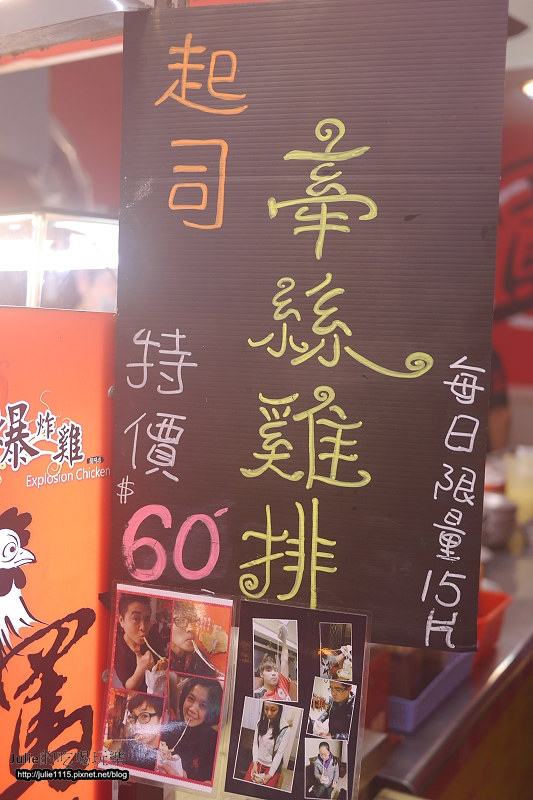 起司
牽絲雞排
特價
$60
每日限量15片
爆炸雞
Explosion Chicken
罵
http://julie1115.pixnet.net/blog